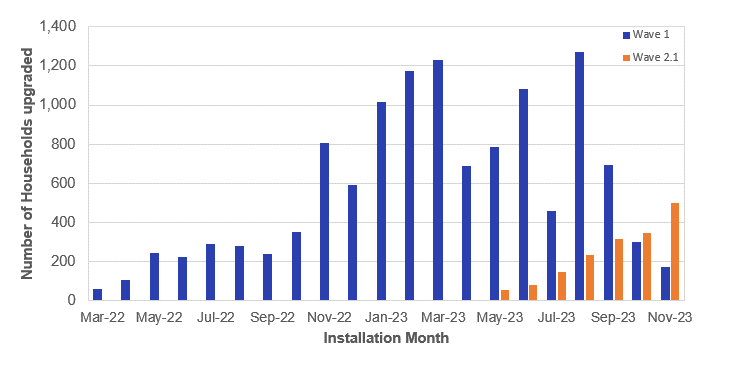 1,400
1,200
1,000
800
600
400
200
0
Number of Households upgraded
Wave 1
Wave 2.1
Mar-22 May-22 Jul-22 Sep-22 Nov-22 Jan-23 Mar-23 May-23 Jul-23 Sep-23 Nov-23
Installation Month